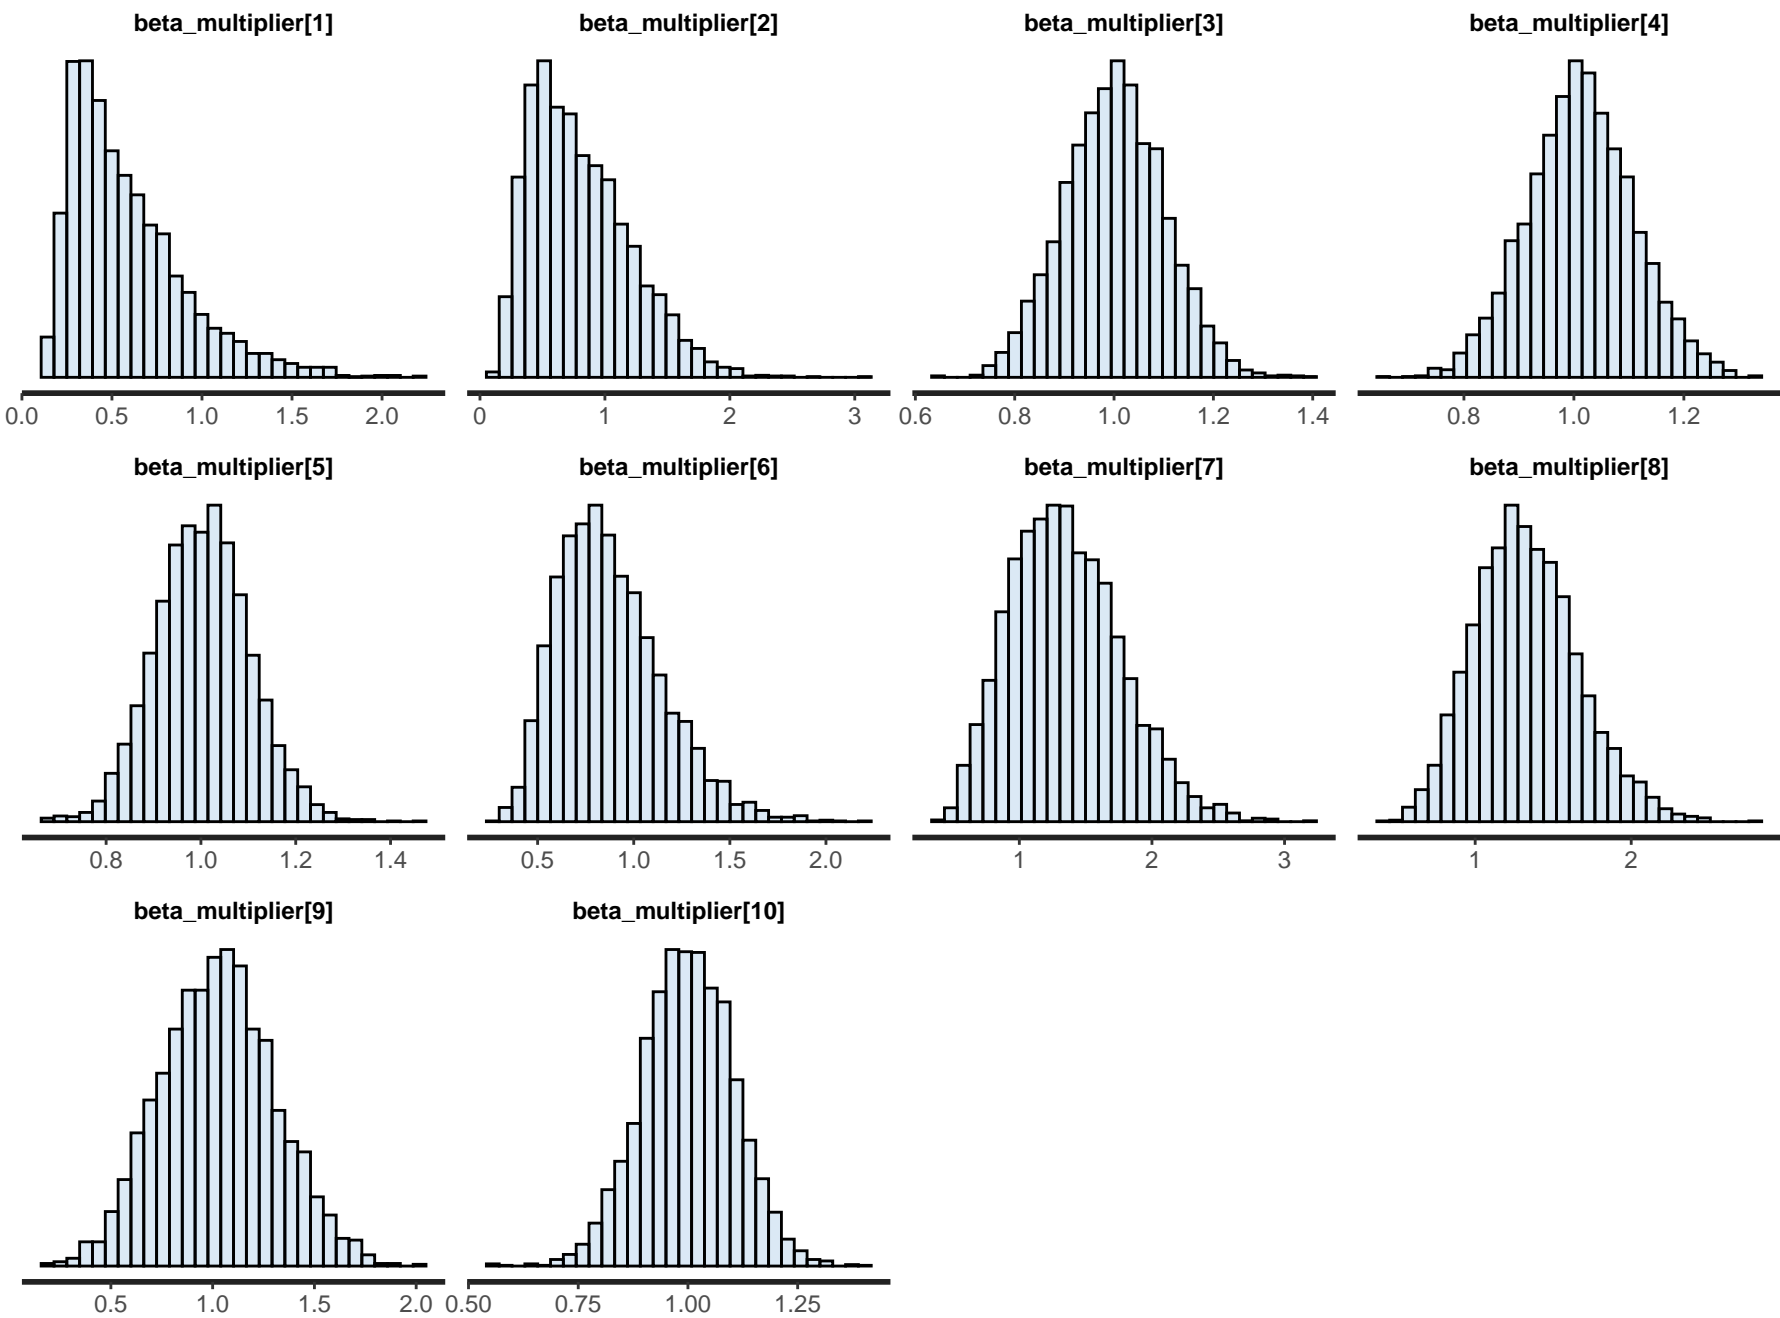 beta_multiplier[1] beta_multiplier[2] beta_multiplier[3] beta_multiplier[4]
0.0 0.5 1.0 1.5 2.0 0 1 2 3 0.6 0.8 1.0 1.2 1.4 0.8 1.0 1.2
beta_multiplier[5] beta_multiplier[6] beta_multiplier[7] beta_multiplier[8]
0.8 1.0 1.2 1.4 0.5 1.0 1.5 2.0 1 2 3 1 2
beta_multiplier[9] beta_multiplier[10]
0.5 1.0 1.5 2.0 0.50 0.75 1.00 1.25